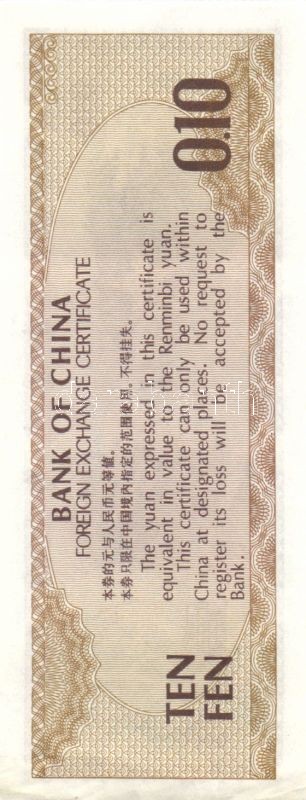 BANK OF CHINA
FOREIGN EXCHANGE CERTIFICATE
本券的元与人民币元等值。
本券只限在中国境内指定的范围使用。不得挂失。
The yuan expressed in this certificate is
equivalent in value to the Renminbi yuan.
This certificate can only be used within
China at designated places. No request to
register its loss will be accepted by the
Bank.
TEN
FEN
0.10